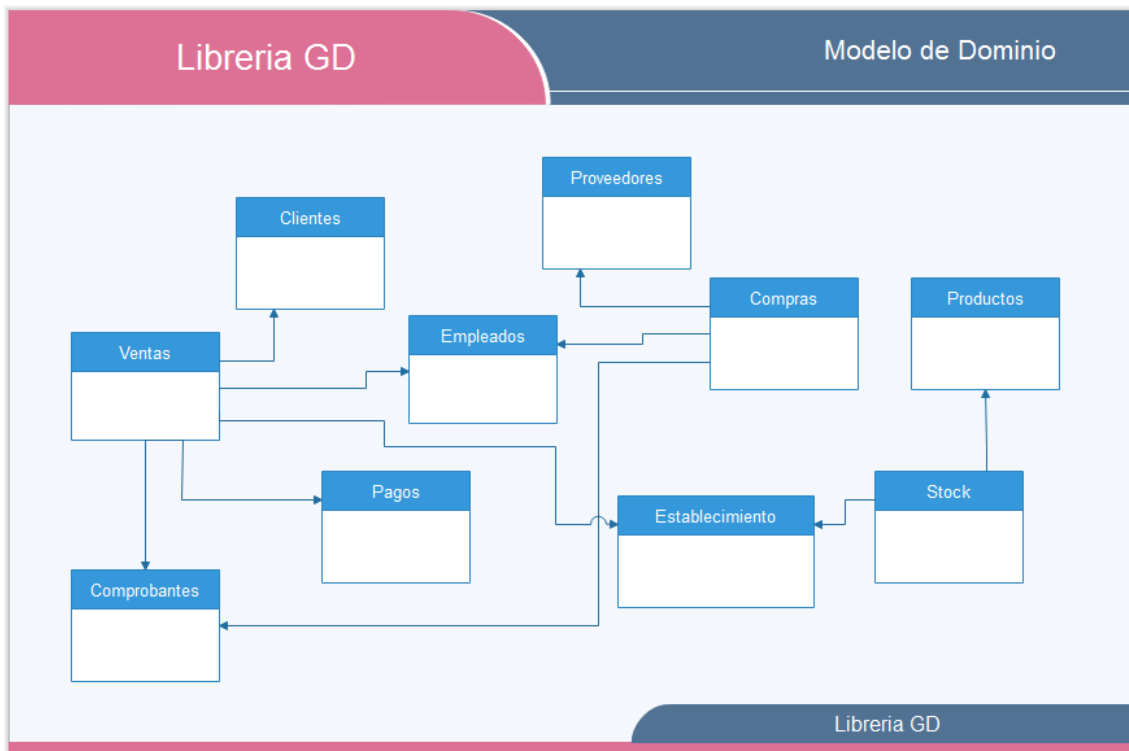 Libreria GD
Modelo de Dominio
Proveedores
Clientes
Compras
Productos
Empleados
Ventas
Pagos
Stock
Establecimiento
Comprobantes
Libreria GD